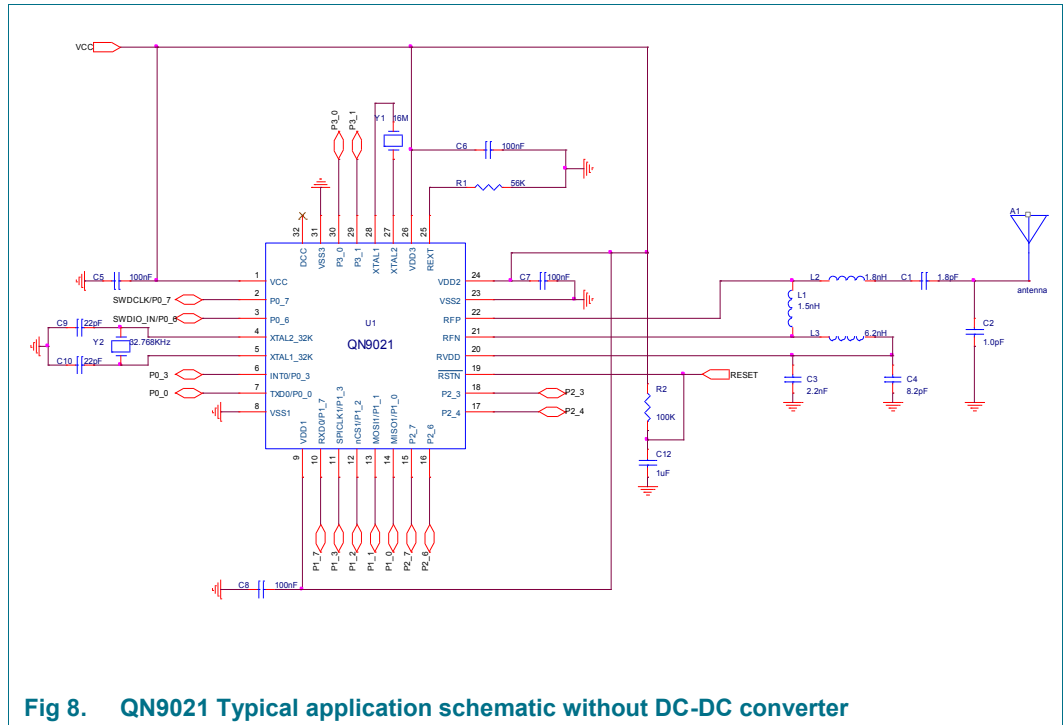 VCC
P3_0
P3_1
Y1 16M
C6 100nF
R1 56K
A1
antenna
32 31 30 29 28 27 26 25
DCC VSS3 P3_0 P3_1 XTAL1 XTAL2 VDD3 REXT
C5 100nF
1 VCC
SWDCLK/P0_7 2 P0_7
SWDIO_IN/P0_6 3 P0_6
C9 22pF
Y2 32.768KHz
C10 22pF
4 XTAL2_32K
5 XTAL1_32K
P0_3 6 INT0/P0_3
P0_0 7 TXD0/P0_0
8 VSS1
U1
QN9021
VDD2 24
VSS2 23
RFP 22
RFN 21
RVDD 20
RSTN 19
P2_3 18 P2_3
P2_4 17 P2_4
C7 100nF
L2 1.8nH
C1 1.8pF
L1
1.5nH
L3 6.2nH
C2
1.0pF
RESET
C3
2.2nF
C4
8.2pF
R2
100K
C12
1uF
VDD1 RXD0/P1_7 SPICLK1/P1_3 nCS1/P1_2 MOSI1/P1_1 MISO1/P1_0 P2_7 P2_6
9 10 11 12 13 14 15 16
P1_7 P1_3 P1_2 P1_1 P1_0 P2_7 P2_6
C8 100nF
Fig 8. QN9021 Typical application schematic without DC-DC converter